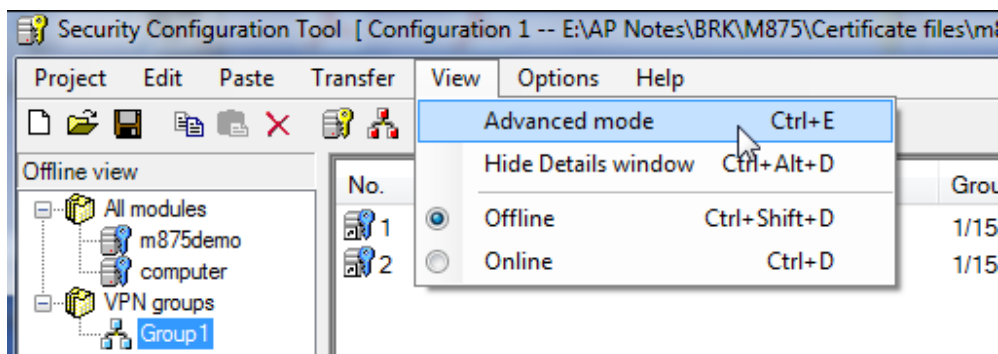 Security Configuration Tool [ Configuration 1 -- E:\AP Notes\BRK\M875\Certificate files\m
Project Edit Paste Transfer View Options Help
Advanced mode Ctrl+E
Hide Details window Ctrl+Alt+D
Offline Ctrl+Shift+D
Online Ctrl+D
Offline view
All modules
m875demo
computer
VPN groups
Group1
No. Grou
1 1/15
2 1/15